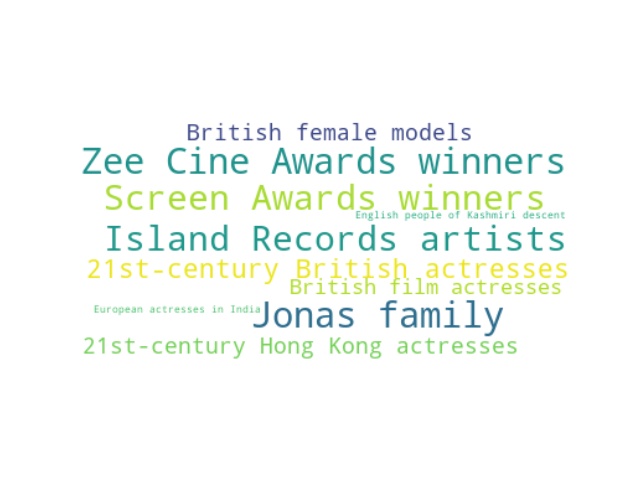 British female models
Zee Cine Awards winners
Screen Awards winners
English people of Kashmiri descent
Island Records artists
21st-century British actresses
British film actresses
European actresses in India
Jonas family
21st-century Hong Kong actresses